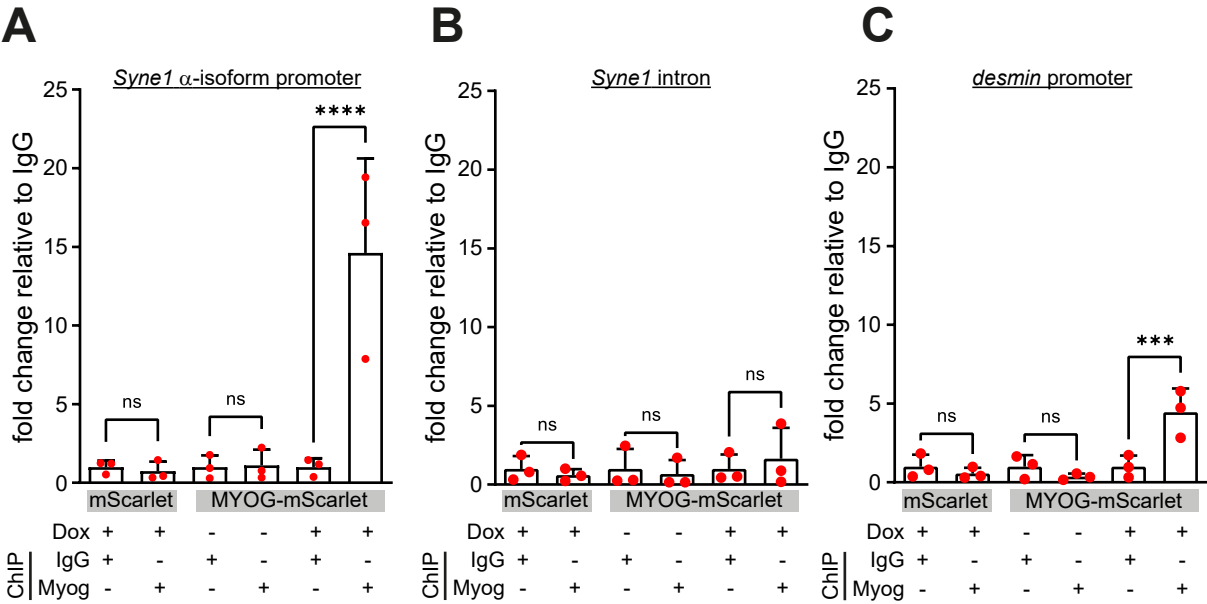 A
Syne1 α-isoform promoter
fold change relative to IgG
25
20
15
10
5
0
ns
ns
****
mScarlet MYOG-mScarlet
Dox + + - - + +
ChIP
IgG + - + - + -
Myog - + - + - +
B
Syne1 intron
fold change relative to IgG
25
20
15
10
5
0
ns
ns
ns
mScarlet MYOG-mScarlet
Dox + + - - + +
ChIP
IgG + - + - + -
Myog - + - + - +
C
desmin promoter
fold change relative to IgG
25
20
15
10
5
0
ns
ns
***
mScarlet MYOG-mScarlet
Dox + + - - + +
ChIP
IgG + - + - + -
Myog - + - + - +